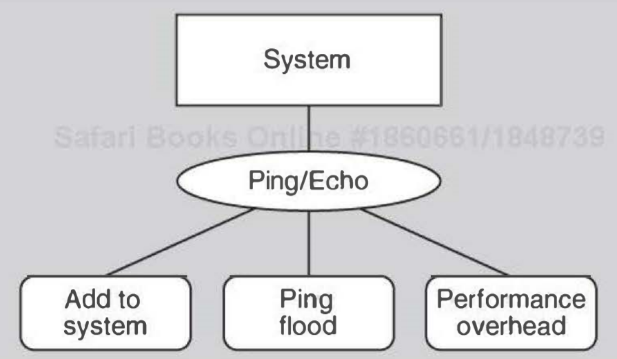 System
Safari Books Online #1860661/1848739
Ping/Echo
Add to
system
Ping
flood
Performance
overhead